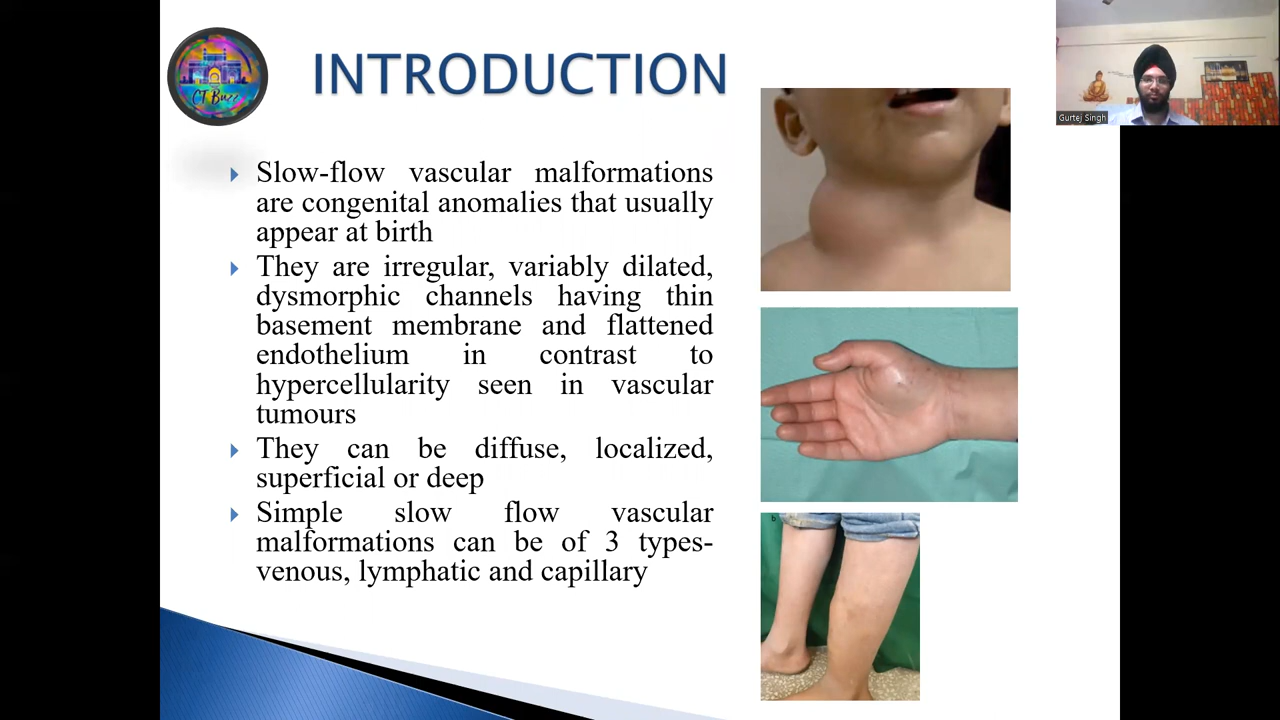 INTRODUCTION
CT Buzz
Slow-flow vascular malformations
are congenital anomalies that usually
appear at birth
They are irregular, variably dilated,
dysmorphic channels having thin
basement membrane and flattened
endothelium in contrast to
hypercellularity seen in vascular
tumours
They can be diffuse, localized,
superficial or deep
Simple slow flow vascular
malformations can be of 3 types-
venous, lymphatic and capillary
b
Gurtej Singh